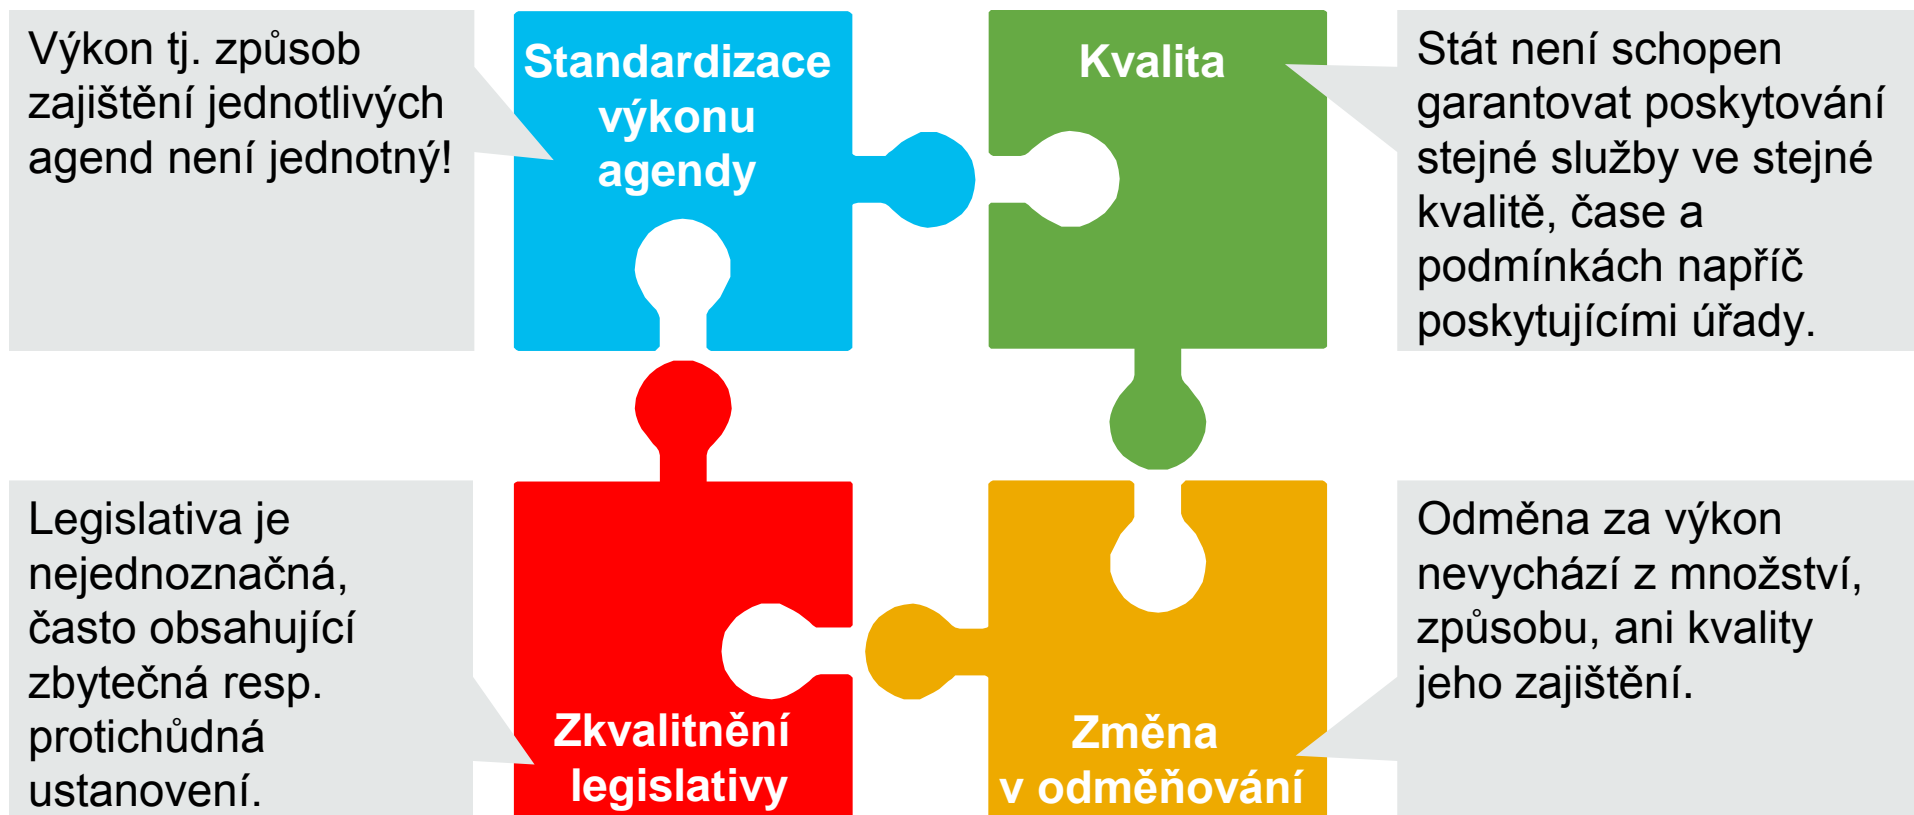 Výkon tj. způsob
zajištění jednotlivých
agend není jednotný!
Standardizace
výkonu
agendy
Kvalita
Stát není schopen
garantovat poskytování
stejné služby ve stejné
kvalitě, čase a
podmínkách napříč
poskytujícími úřady.
Legislativa je
nejednoznačná,
často obsahující
zbytečná resp.
protichůdná
ustanovení.
Zkvalitnění
legislativy
Změna
v odměňování
Odměna za výkon
nevychází z množství,
způsobu, ani kvality
jeho zajištění.